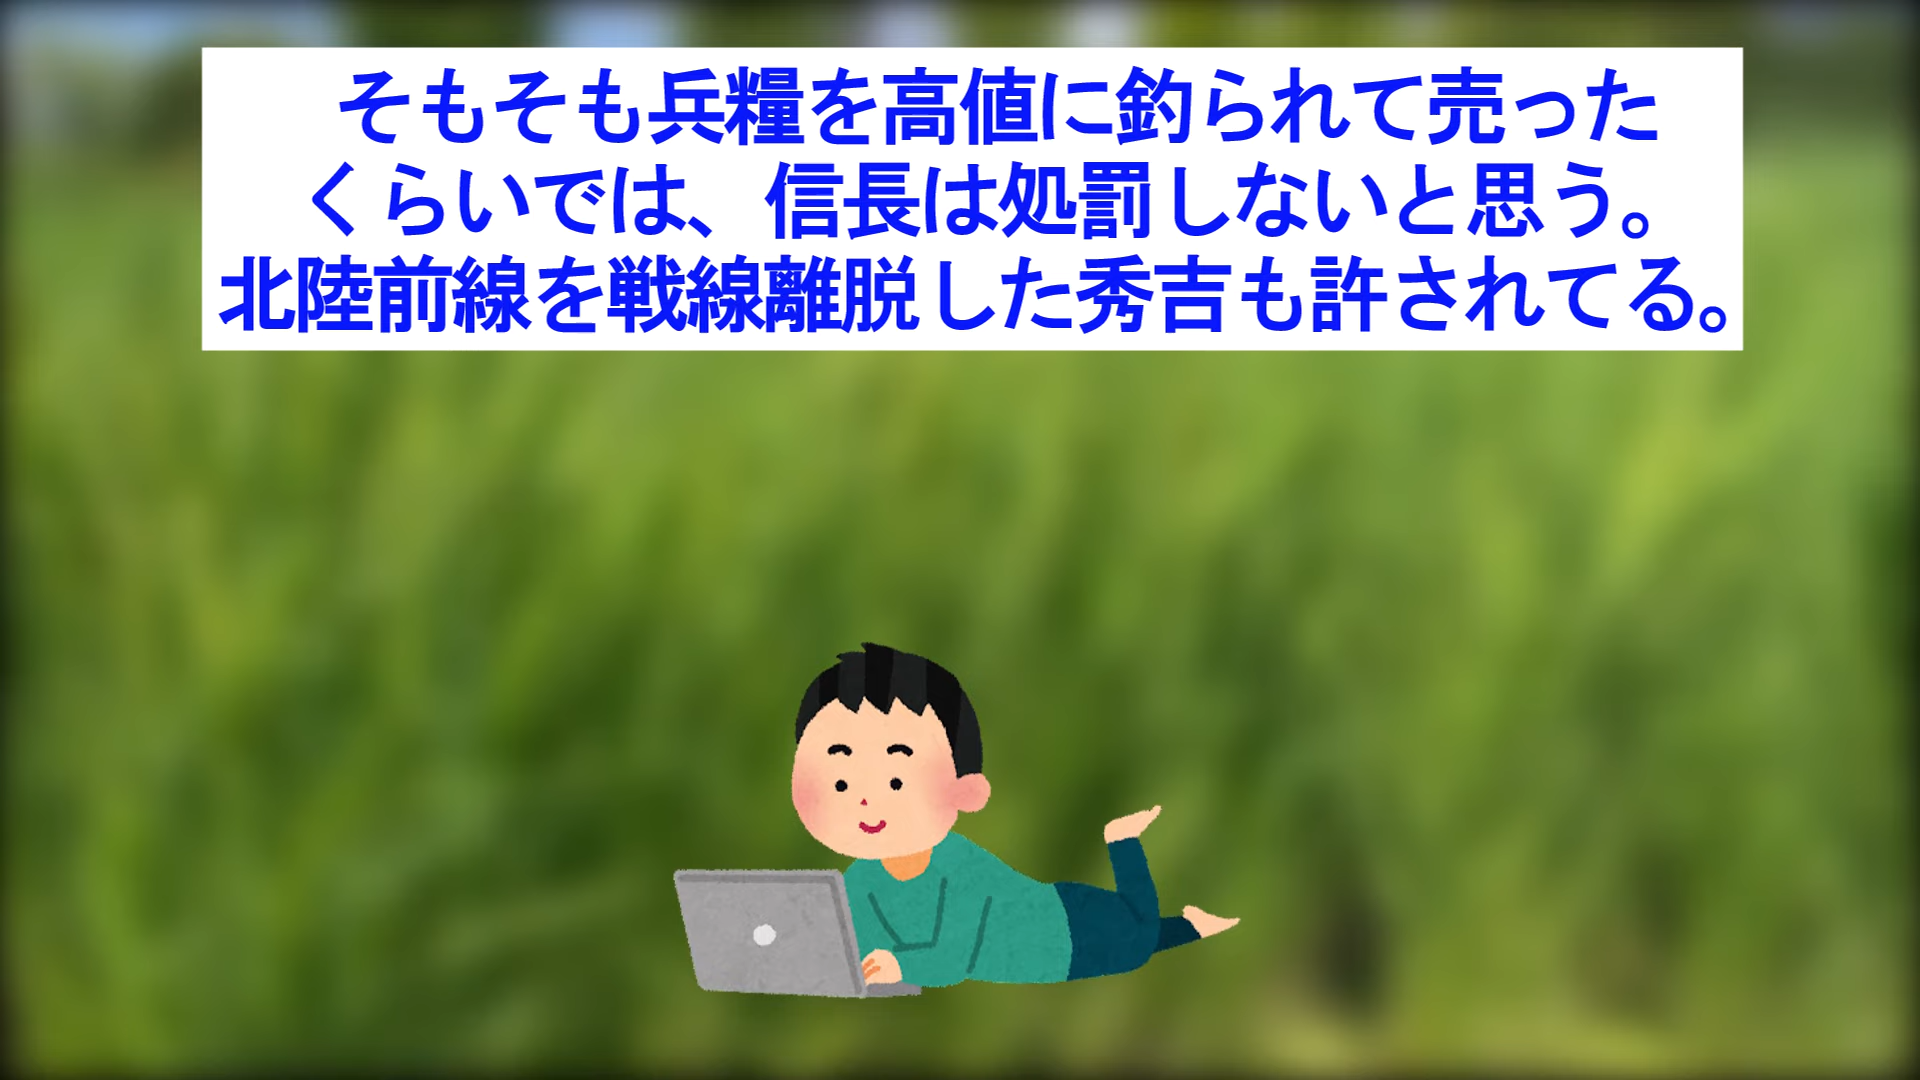 そもそも兵糧を高値に釣られて売った
くらいでは、信長は処罰しないと思う。
北陸前線を戦線離脱した秀吉も許されてる。